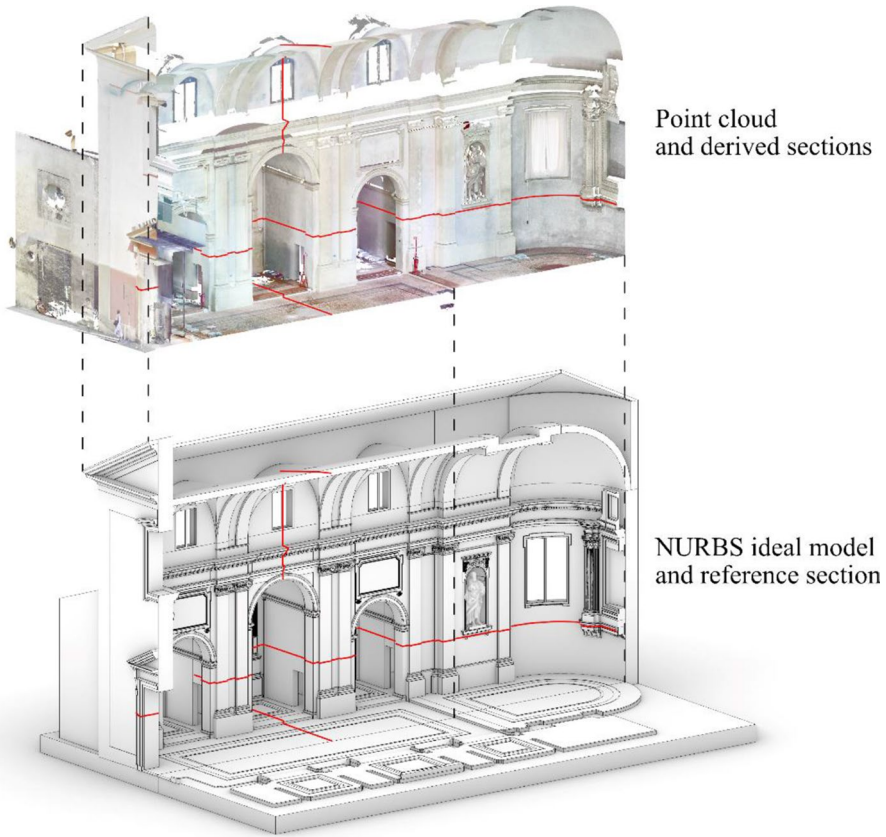 Point cloud
and derived sections
NURBS ideal model
and reference section